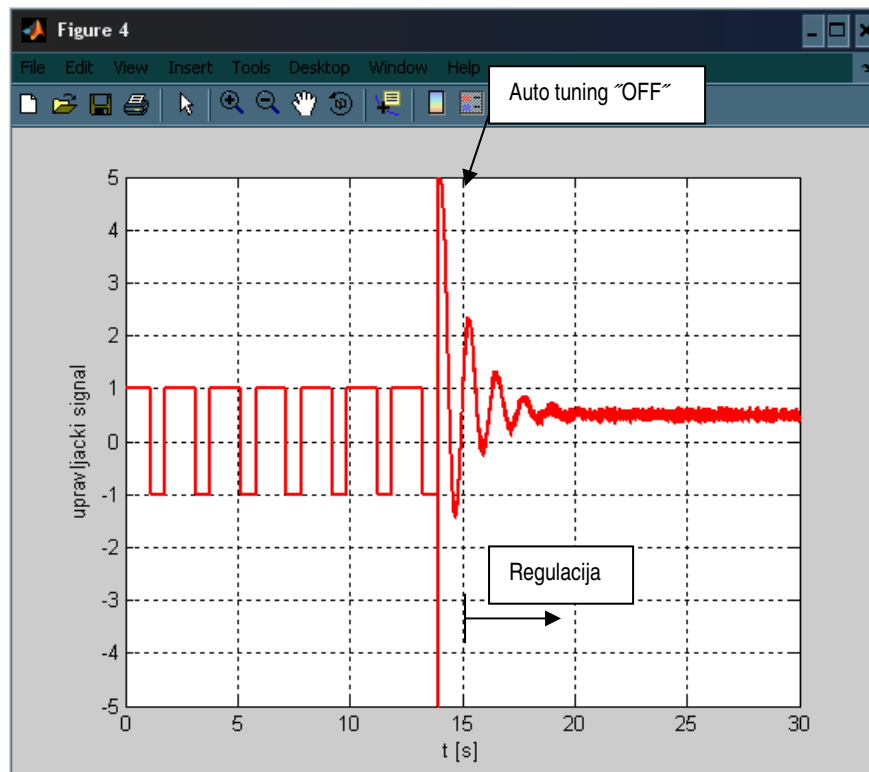 Figure 4
File Edit View Insert Tools Desktop Window Help
Auto tuning ˝OFF˝
5
4
3
2
1
0
-1
-2
-3
-4
-5
upravljacki signal
Regulacija
0 5 10 15 20 25 30
t [s]